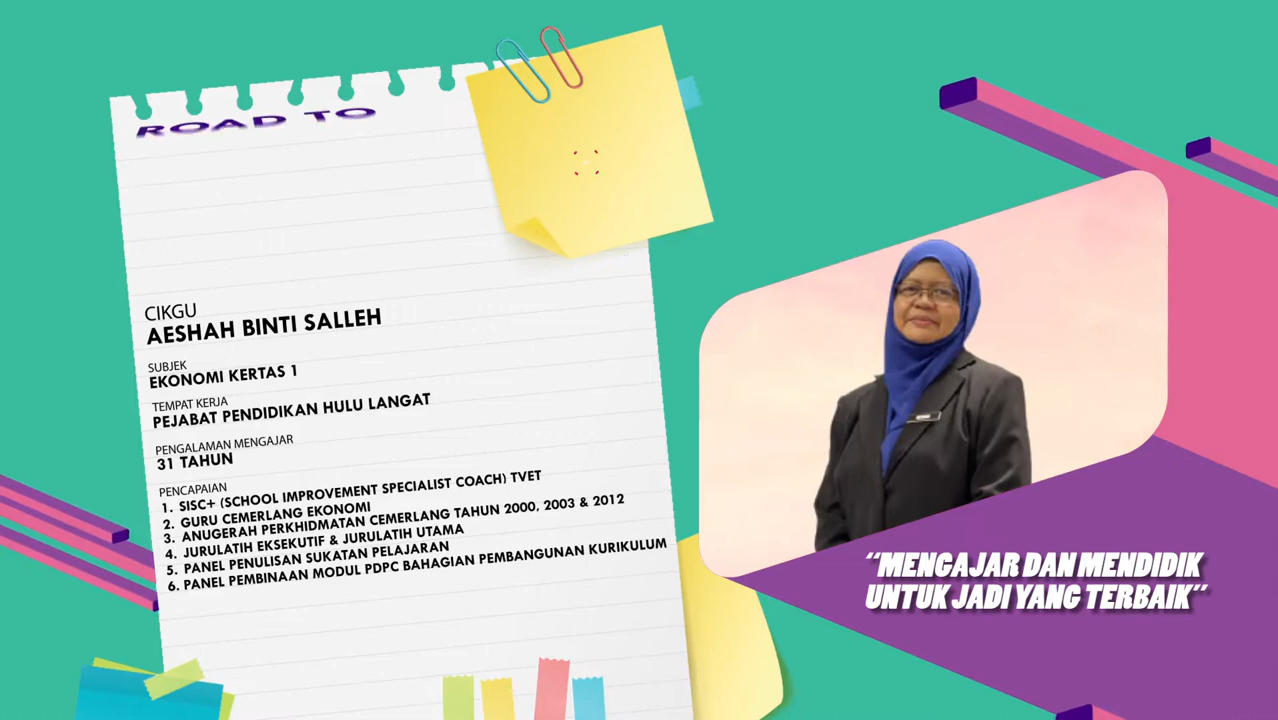 ROAD TO
CIKGU
AESHAH BINTI SALLEH
SUBJEK
EKONOMI KERTAS 1
TEMPAT KERJA
PEJABAT PENDIDIKAN HULU LANGAT
PENGALAMAN MENGAJAR
31 TAHUN
PENCAPAIAN
1. SISC+ (SCHOOL IMPROVEMENT SPECIALIST COACH) TVET
2. GURU CEMERLANG EKONOMI
3. ANUGERAH PERKHIDMATAN CEMERLANG TAHUN 2000, 2003 & 2012
4. JURULATIH EKSEKUTIF & JURULATIH UTAMA
5. PANEL PENULISAN SUKATAN PELAJARAN
6. PANEL PEMBINAAN MODUL PDPC BAHAGIAN PEMBANGUNAN KURIKULUM
“MENGAJAR DAN MENDIDIK
UNTUK JADI YANG TERBAIK”